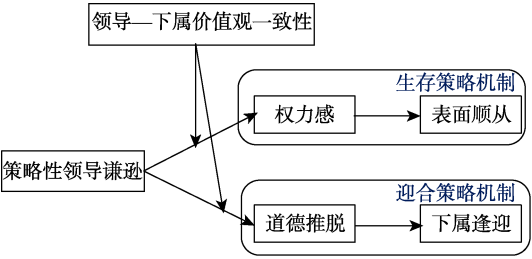 领导—下属价值观一致性
生存策略机制
权力感
表面顺从
策略性领导谦逊
迎合策略机制
道德推脱
下属逢迎